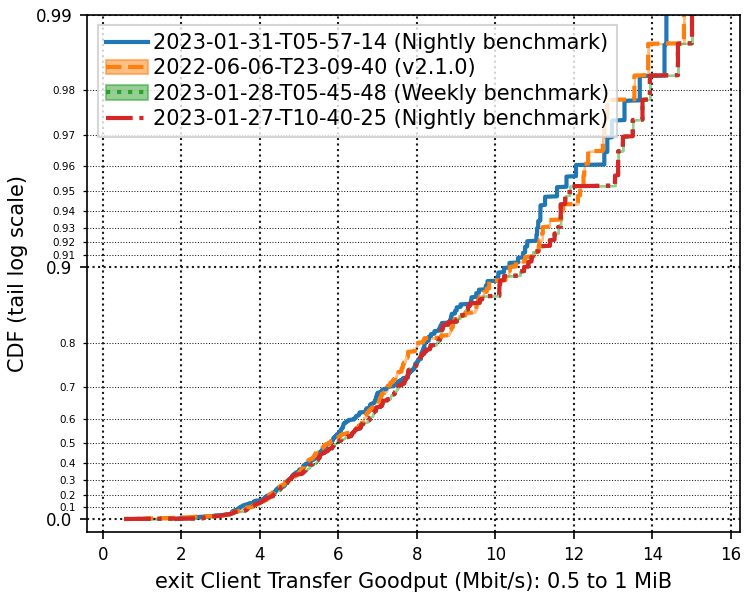 2023-01-31-T05-57-14 (Nightly benchmark)
2022-06-06-T23-09-40 (v2.1.0)
2023-01-28-T05-45-48 (Weekly benchmark)
2023-01-27-T10-40-25 (Nightly benchmark)
CDF (tail log scale)
0.99
0.98
0.97
0.96
0.95
0.94
0.93
0.92
0.91
0.9
0.8
0.7
0.6
0.5
0.4
0.3
0.2
0.1
0.0
0 2 4 6 8 10 12 14 16
exit Client Transfer Goodput (Mbit/s): 0.5 to 1 MiB